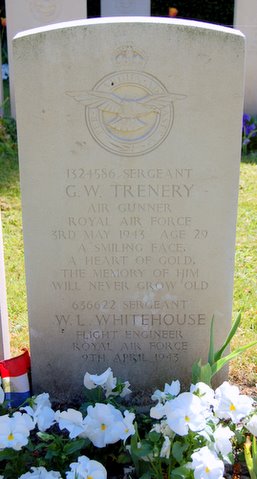 1324586. SERGEANT
G. W. TRENERY
AIR GUNNER
ROYAL AIR FORCE
3RD MAY 1943 AGE 29
A SMILING FACE,
A HEART OF GOLD.
THE MEMORY OF HIM
WILL NEVER GROW OLD
636622 SERGEANT
W. L. WHITEHOUSE
FLIGHT ENGINEER
ROYAL AIR FORCE
9TH APRIL 1943